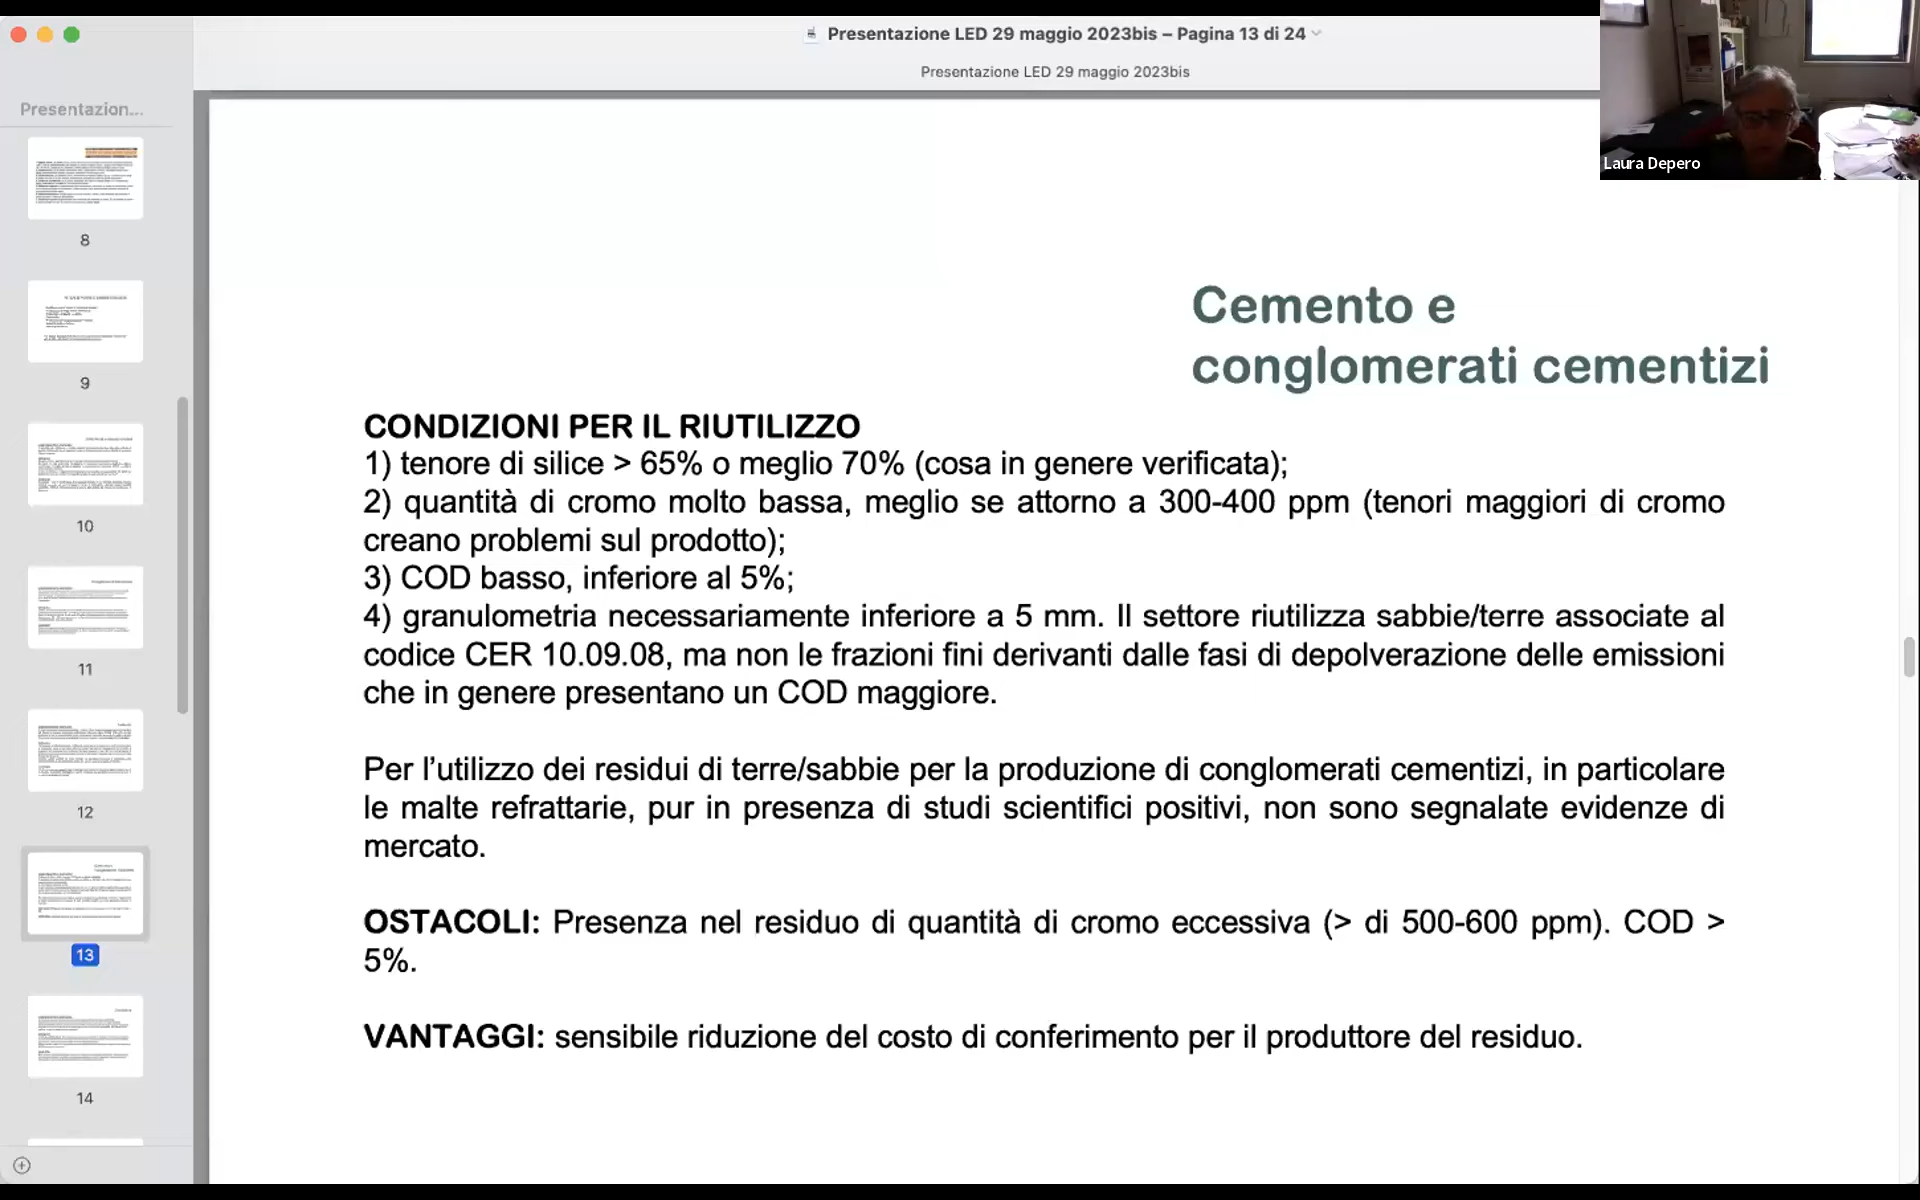 Presentazione LED 29 maggio 2023bis – Pagina 13 di 24
Presentazione LED 29 maggio 2023bis
Presentazion...
8
9
10
11
12
13
14
Laura Depero
Cemento e
conglomerati cementizi
CONDIZIONI PER IL RIUTILIZZO
1) tenore di silice > 65% o meglio 70% (cosa in genere verificata);
2) quantità di cromo molto bassa, meglio se attorno a 300-400 ppm (tenori maggiori di cromo
creano problemi sul prodotto);
3) COD basso, inferiore al 5%;
4) granulometria necessariamente inferiore a 5 mm. Il settore riutilizza sabbie/terre associate al
codice CER 10.09.08, ma non le frazioni fini derivanti dalle fasi di depolverazione delle emissioni
che in genere presentano un COD maggiore.
Per l’utilizzo dei residui di terre/sabbie per la produzione di conglomerati cementizi, in particolare
le malte refrattarie, pur in presenza di studi scientifici positivi, non sono segnalate evidenze di
mercato.
OSTACOLI: Presenza nel residuo di quantità di cromo eccessiva (> di 500-600 ppm). COD >
5%.
VANTAGGI: sensibile riduzione del costo di conferimento per il produttore del residuo.